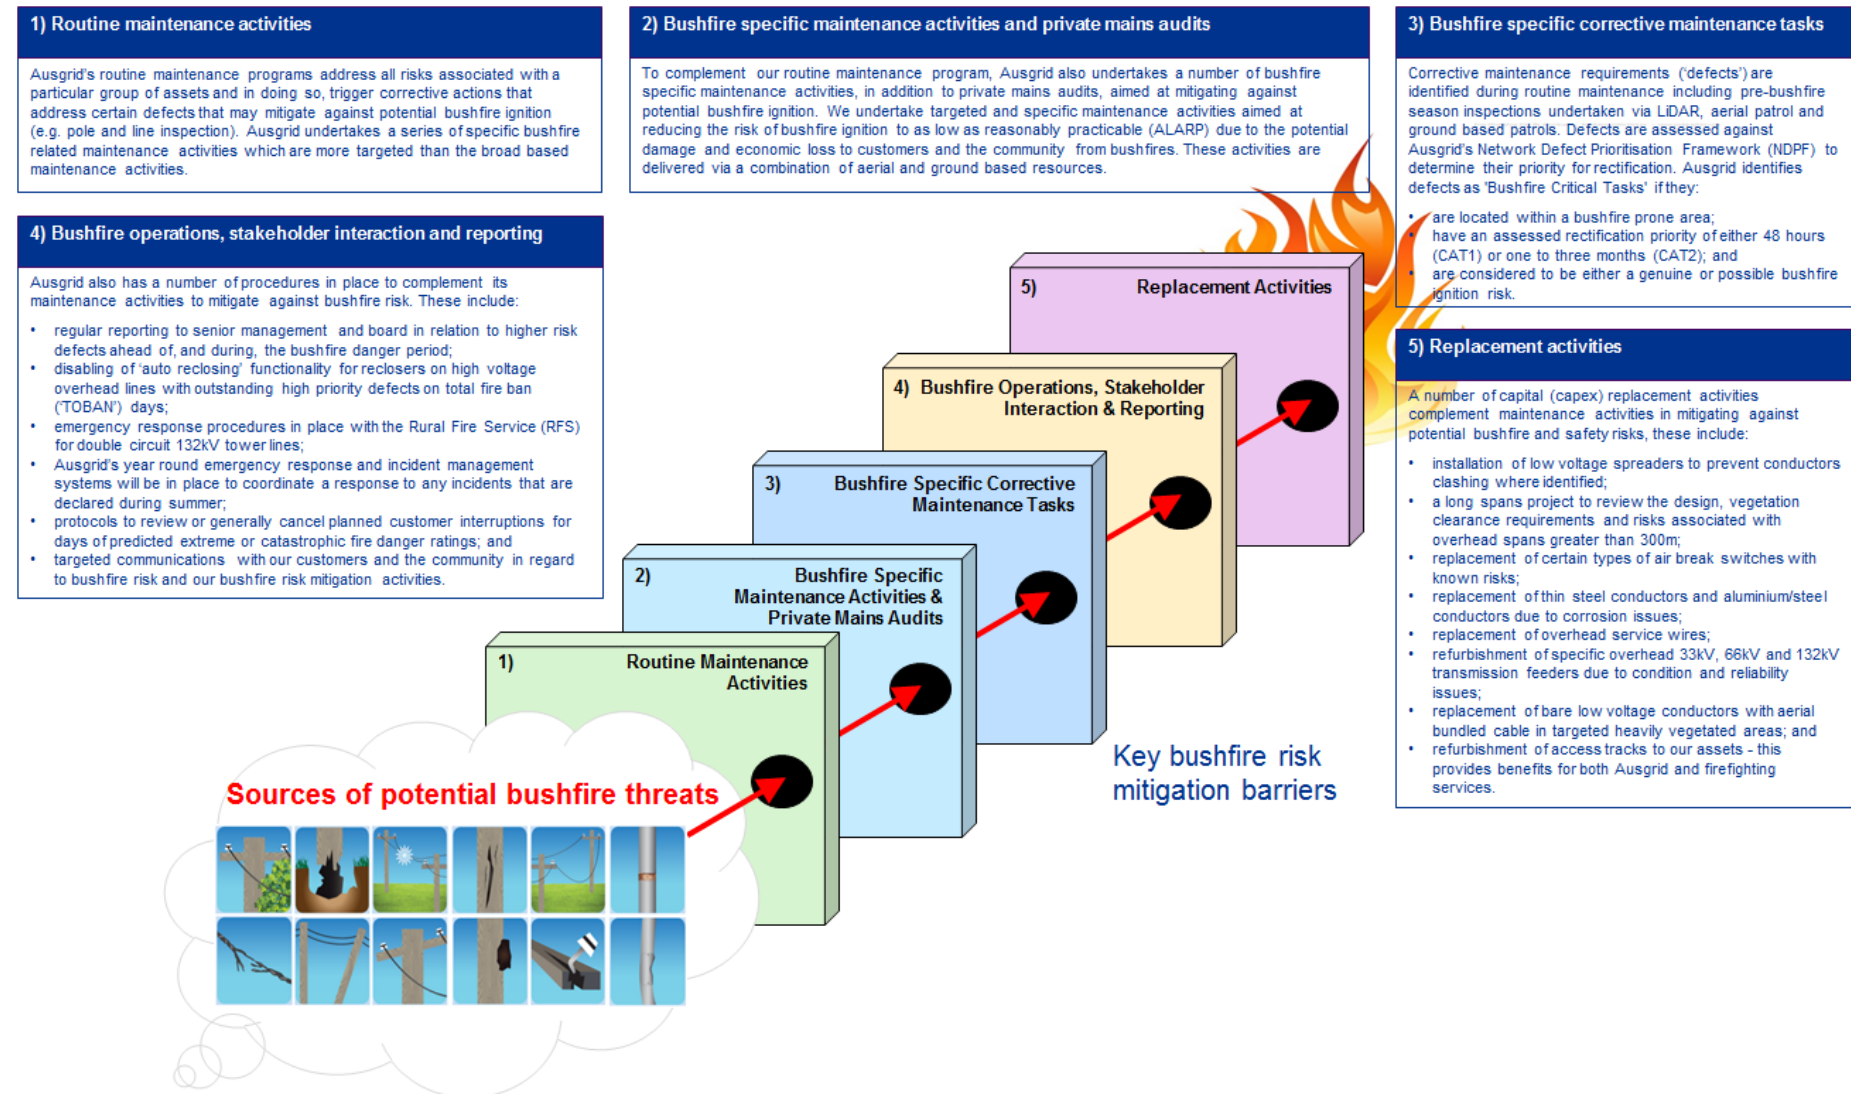 1) Routine maintenance activities
Ausgrid's routine maintenance programs address all risks associated with a
particular group of assets and in doing so, trigger corrective actions that
address certain defects that may mitigate against potential bushfire ignition
(e.g. pole and line inspection). Ausgrid undertakes a series of specific bushfire
related maintenance activities which are more targeted than the broad based
maintenance activities.
2) Bushfire specific maintenance activities and private mains audits
To complement our routine maintenance program, Ausgrid also undertakes a number of bushfire
specific maintenance activities, in addition to private mains audits, aimed at mitigating against
potential bushfire ignition. We undertake targeted and specific maintenance activities aimed at
reducing the risk of bushfire ignition to as low as reasonably practicable (ALARP) due to the potential
damage and economic loss to customers and the community from bushfires. These activities are
delivered via a combination of aerial and ground based resources.
3) Bushfire specific corrective maintenance tasks
Corrective maintenance requirements ('defects') are
identified during routine maintenance including pre-bushfire
season inspections undertaken via LiDAR, aerial patrol and
ground based patrols. Defects are assessed against
Ausgrid's Network Defect Prioritisation Framework (NDPF) to
determine their priority for rectification. Ausgrid identifies
defects as 'Bushfire Critical Tasks' if they:
• are located within a bushfire prone area;
• have an assessed rectification priority of either 48 hours
(CAT1) or one to three months (CAT2); and
• are considered to be either a genuine or possible bushfire
ignition risk.
4) Bushfire operations, stakeholder interaction and reporting
Ausgrid also has a number of procedures in place to complement its
maintenance activities to mitigate against bushfire risk. These include:
• regular reporting to senior management and board in relation to higher risk
defects ahead of, and during, the bushfire danger period;
• disabling of 'auto reclosing' functionality for reclosers on high voltage
overhead lines with outstanding high priority defects on total fire ban
('TOBAN') days;
• emergency response procedures in place with the Rural Fire Service (RFS)
for double circuit 132kV tower lines;
• Ausgrid's year round emergency response and incident management
systems will be in place to coordinate a response to any incidents that are
declared during summer;
• protocols to review or generally cancel planned customer interruptions for
days of predicted extreme or catastrophic fire danger ratings; and
• targeted communications with our customers and the community in regard
to bushfire risk and our bushfire risk mitigation activities.
5) Replacement activities
A number of capital (capex) replacement activities
complement maintenance activities in mitigating against
potential bushfire and safety risks, these include:
• installation of low voltage spreaders to prevent conductors
clashing where identified;
• a long spans project to review the design, vegetation
clearance requirements and risks associated with
overhead spans greater than 300m;
• replacement of certain types of air break switches with
known risks;
• replacement of thin steel conductors and aluminium/steel
conductors due to corrosion issues;
• replacement of overhead service wires;
• refurbishment of specific overhead 33kV, 66kV and 132kV
transmission feeders due to condition and reliability
issues;
• replacement of bare low voltage conductors with aerial
bundled cable in targeted heavily vegetated areas; and
• refurbishment of access tracks to our assets - this
provides benefits for both Ausgrid and firefighting
services.
5) Replacement Activities
4) Bushfire Operations, Stakeholder
Interaction & Reporting
3) Bushfire Specific Corrective
Maintenance Tasks
2) Bushfire Specific
Maintenance Activities &
Private Mains Audits
1) Routine Maintenance
Activities
Key bushfire risk
mitigation barriers
Sources of potential bushfire threats